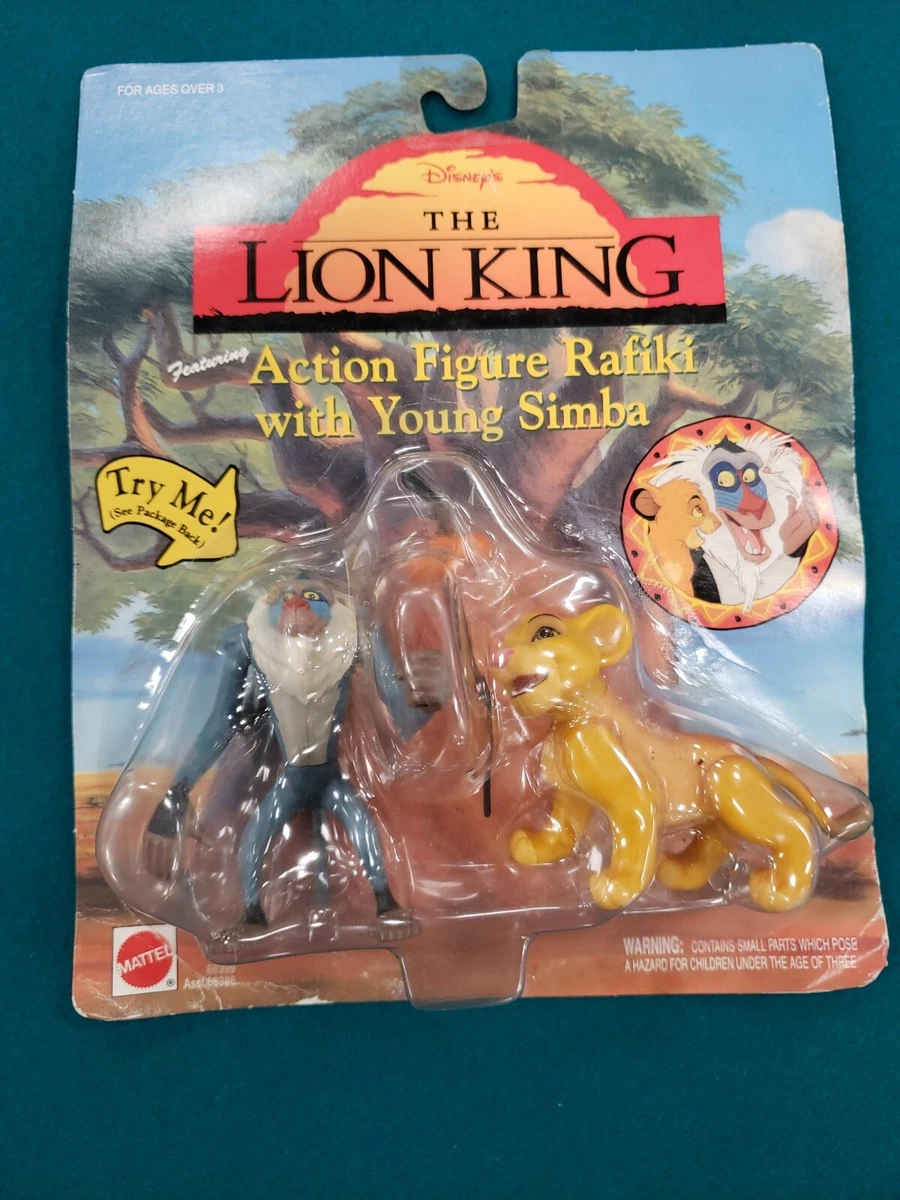 FOR AGES OVER 3
DISNEY'S
THE
LION KING
Featuring
Action Figure Rafiki
with Young Simba
Try Me!
(See Package Back)
MATTEL
®
Asst.
WARNING: CONTAINS SMALL PARTS WHICH POSE
A HAZARD FOR CHILDREN UNDER THE AGE OF THREE